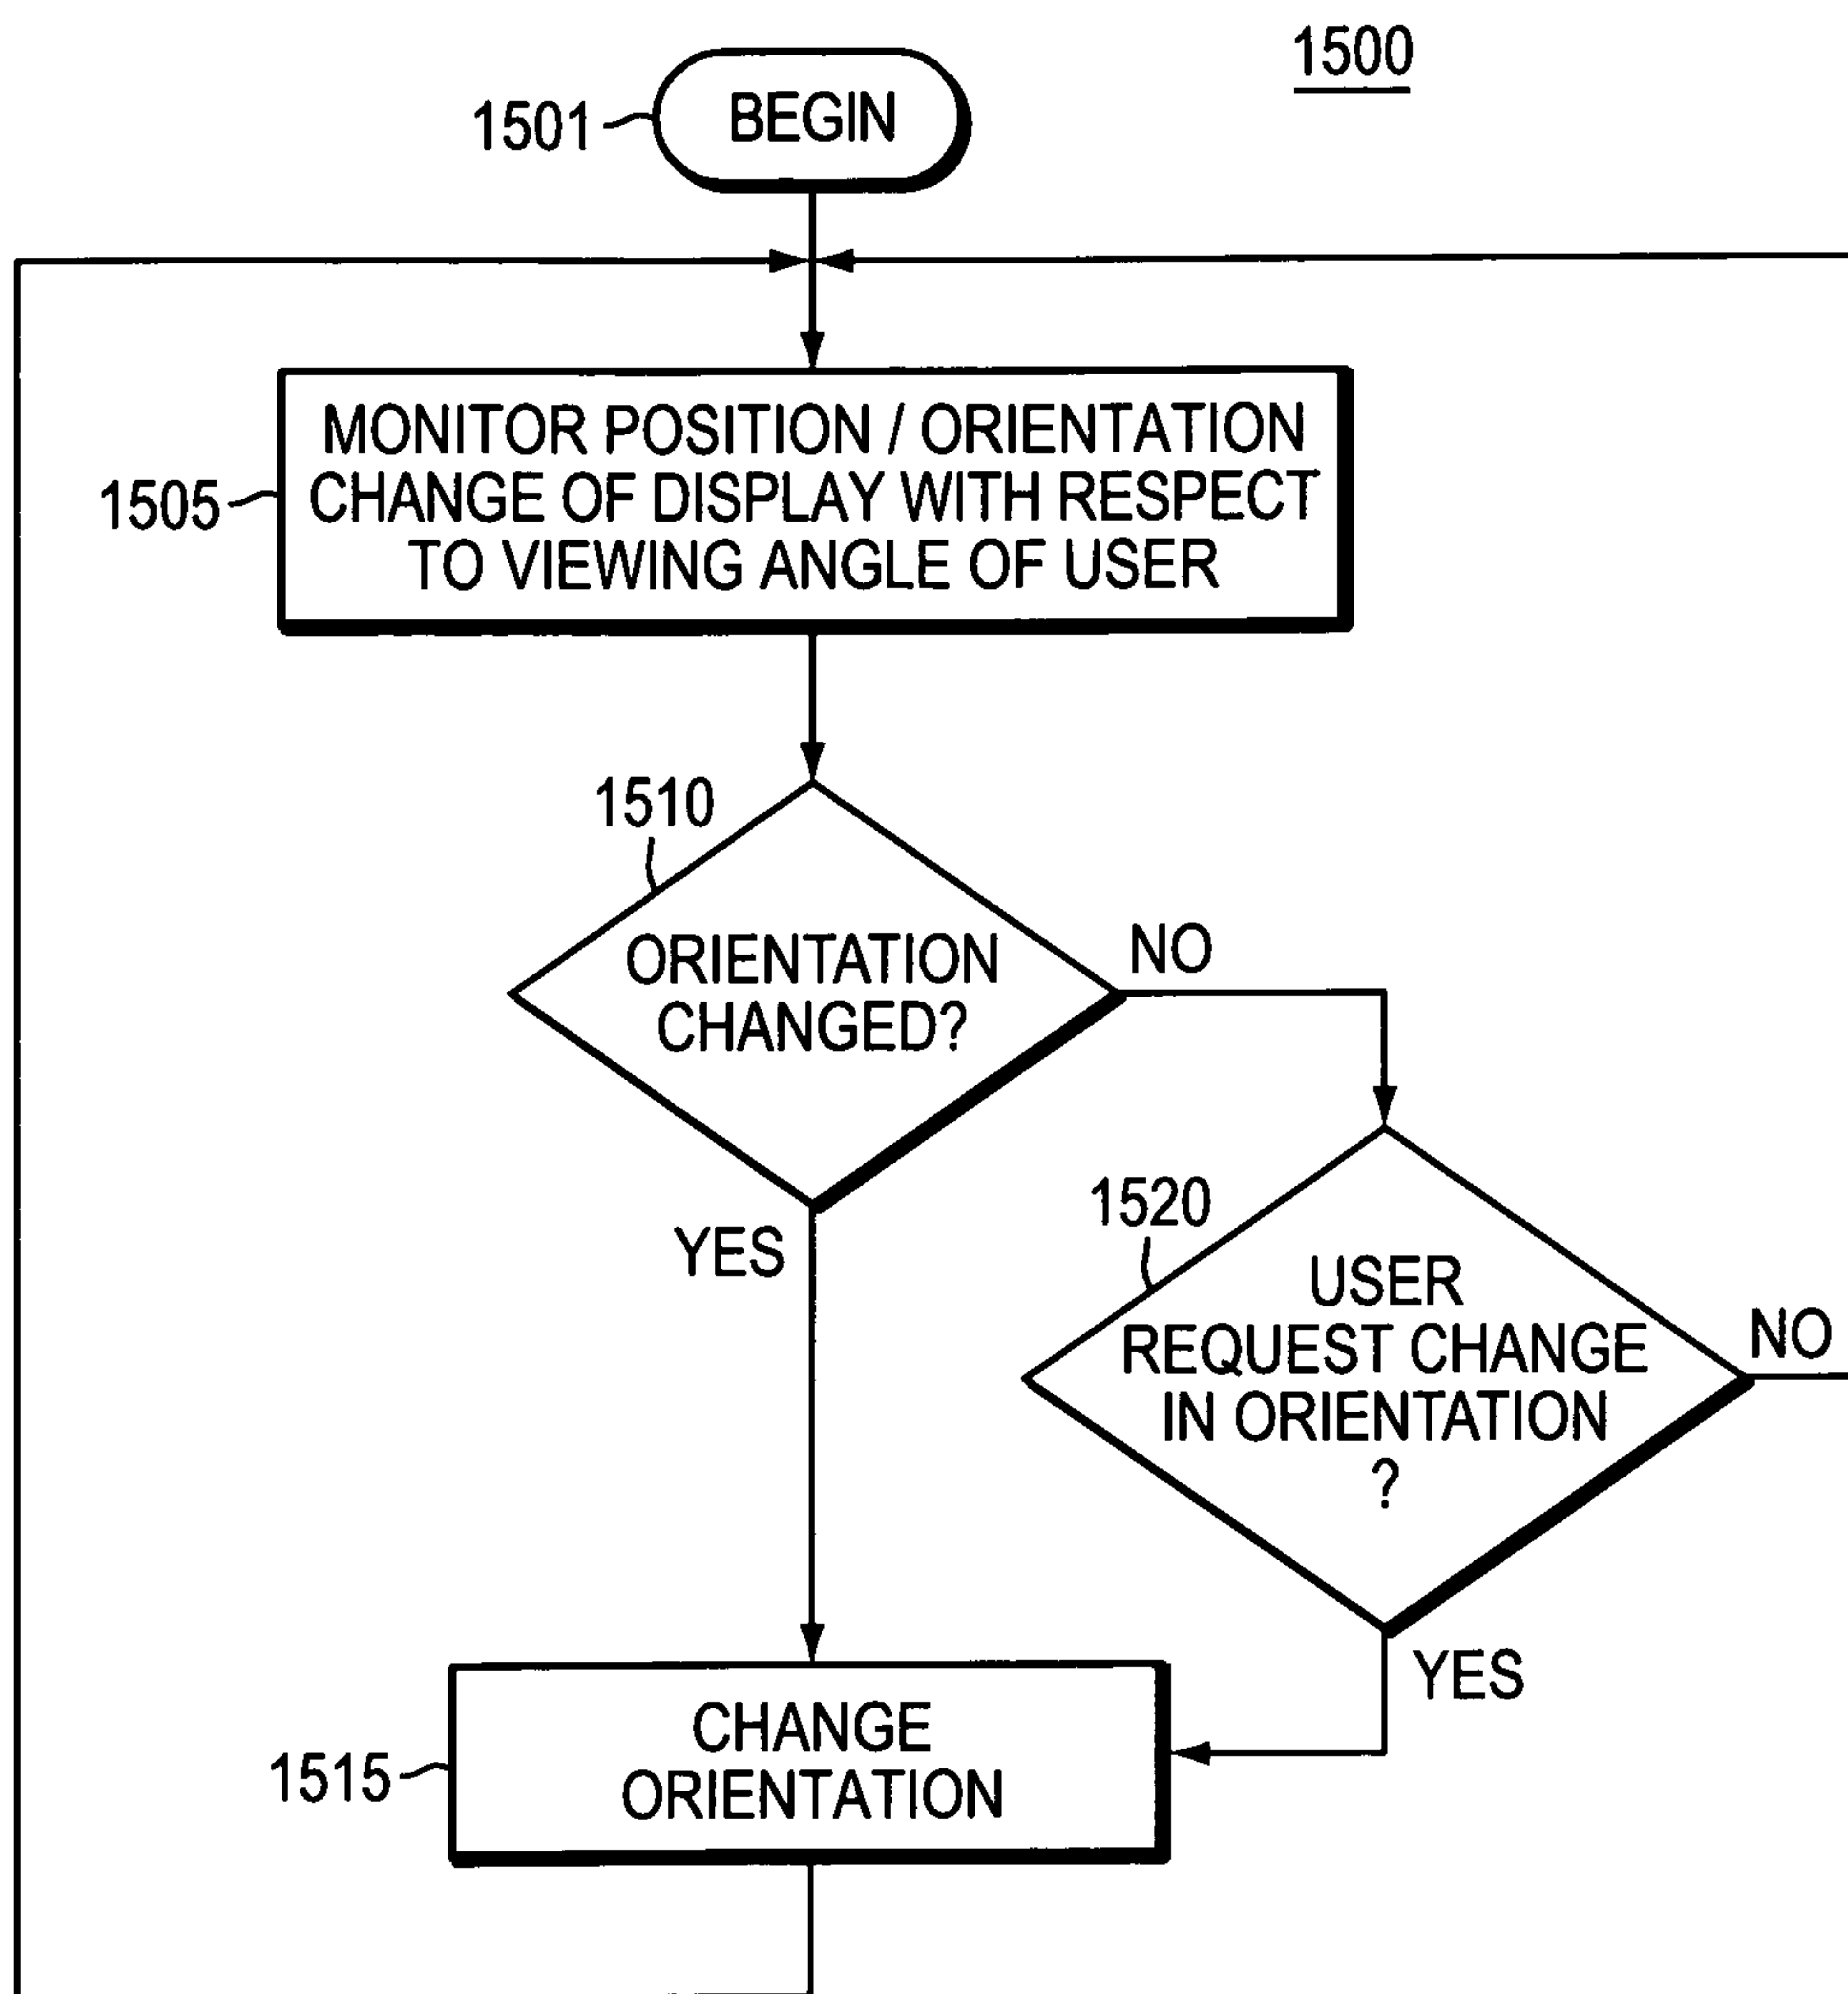 1500
1501
BEGIN
MONITOR POSITION / ORIENTATION
CHANGE OF DISPLAY WITH RESPECT
TO VIEWING ANGLE OF USER
1505
1510
ORIENTATION
CHANGED?
NO
YES
1520
USER
REQUEST CHANGE
IN ORIENTATION
?
NO
YES
CHANGE
ORIENTATION
1515